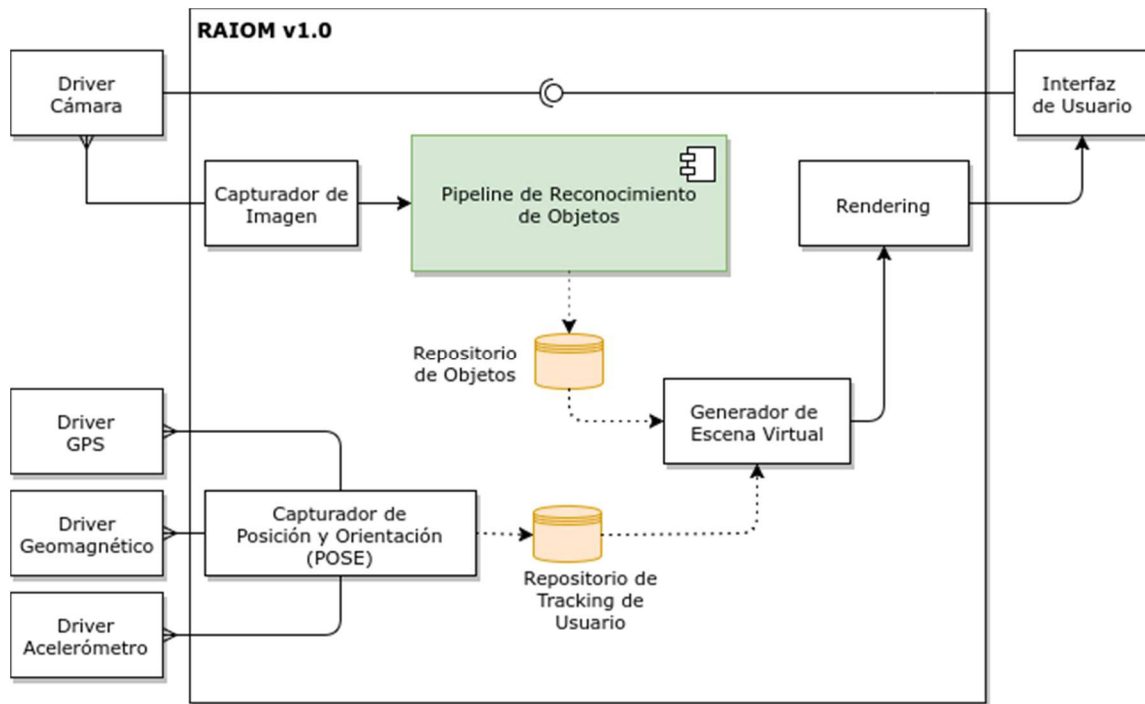 RAIOM v1.0
Driver
Cámara
Interfaz
de Usuario
Capturador de
Imagen
Pipeline de Reconocimiento
de Objetos
Rendering
Repositorio
de Objetos
Driver
GPS
Generador de
Escena Virtual
Driver
Geomagnético
Capturador de
Posición y Orientación
(POSE)
Repositorio de
Tracking de
Usuario
Driver
Acelerómetro